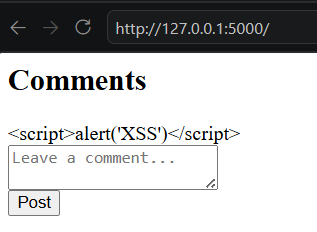 http://127.0.0.1:5000/
Comments
<script>alert('XSS')</script>
Leave a comment...
Post